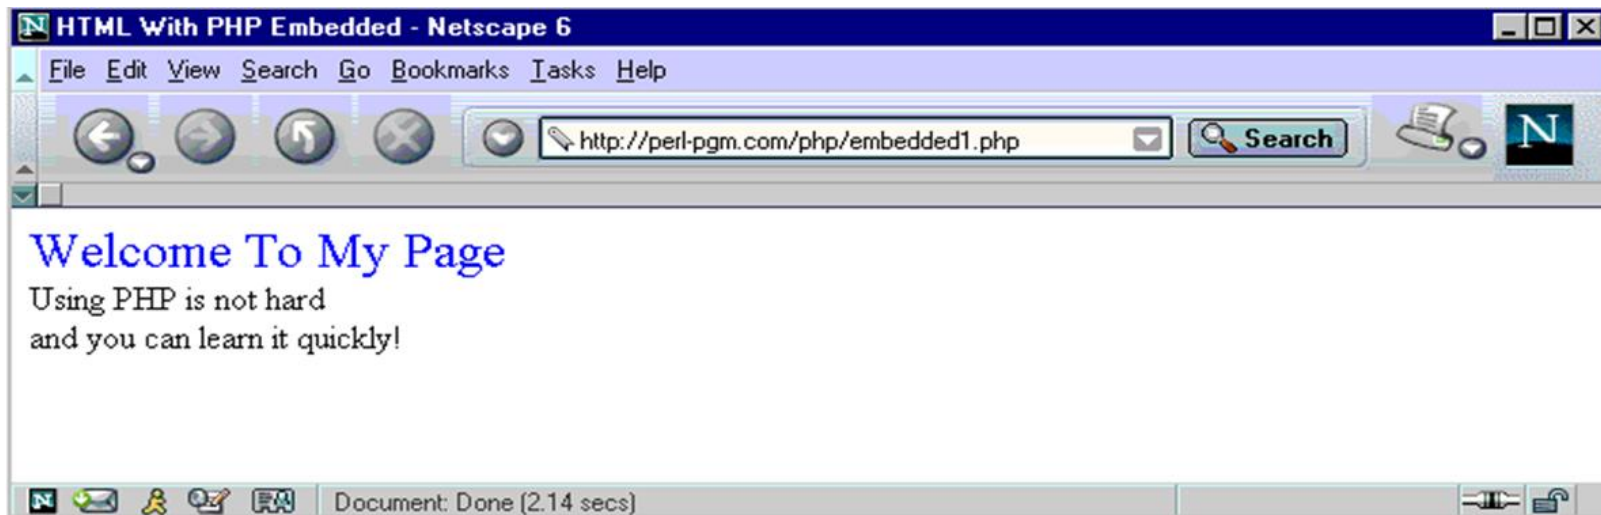 HTML With PHP Embedded - Netscape 6
File Edit View Search Go Bookmarks Tasks Help
http://perl-pgm.com/php/embedded1.php Search N
Welcome To My Page
Using PHP is not hard
and you can learn it quickly!
Document: Done (2.14 secs)